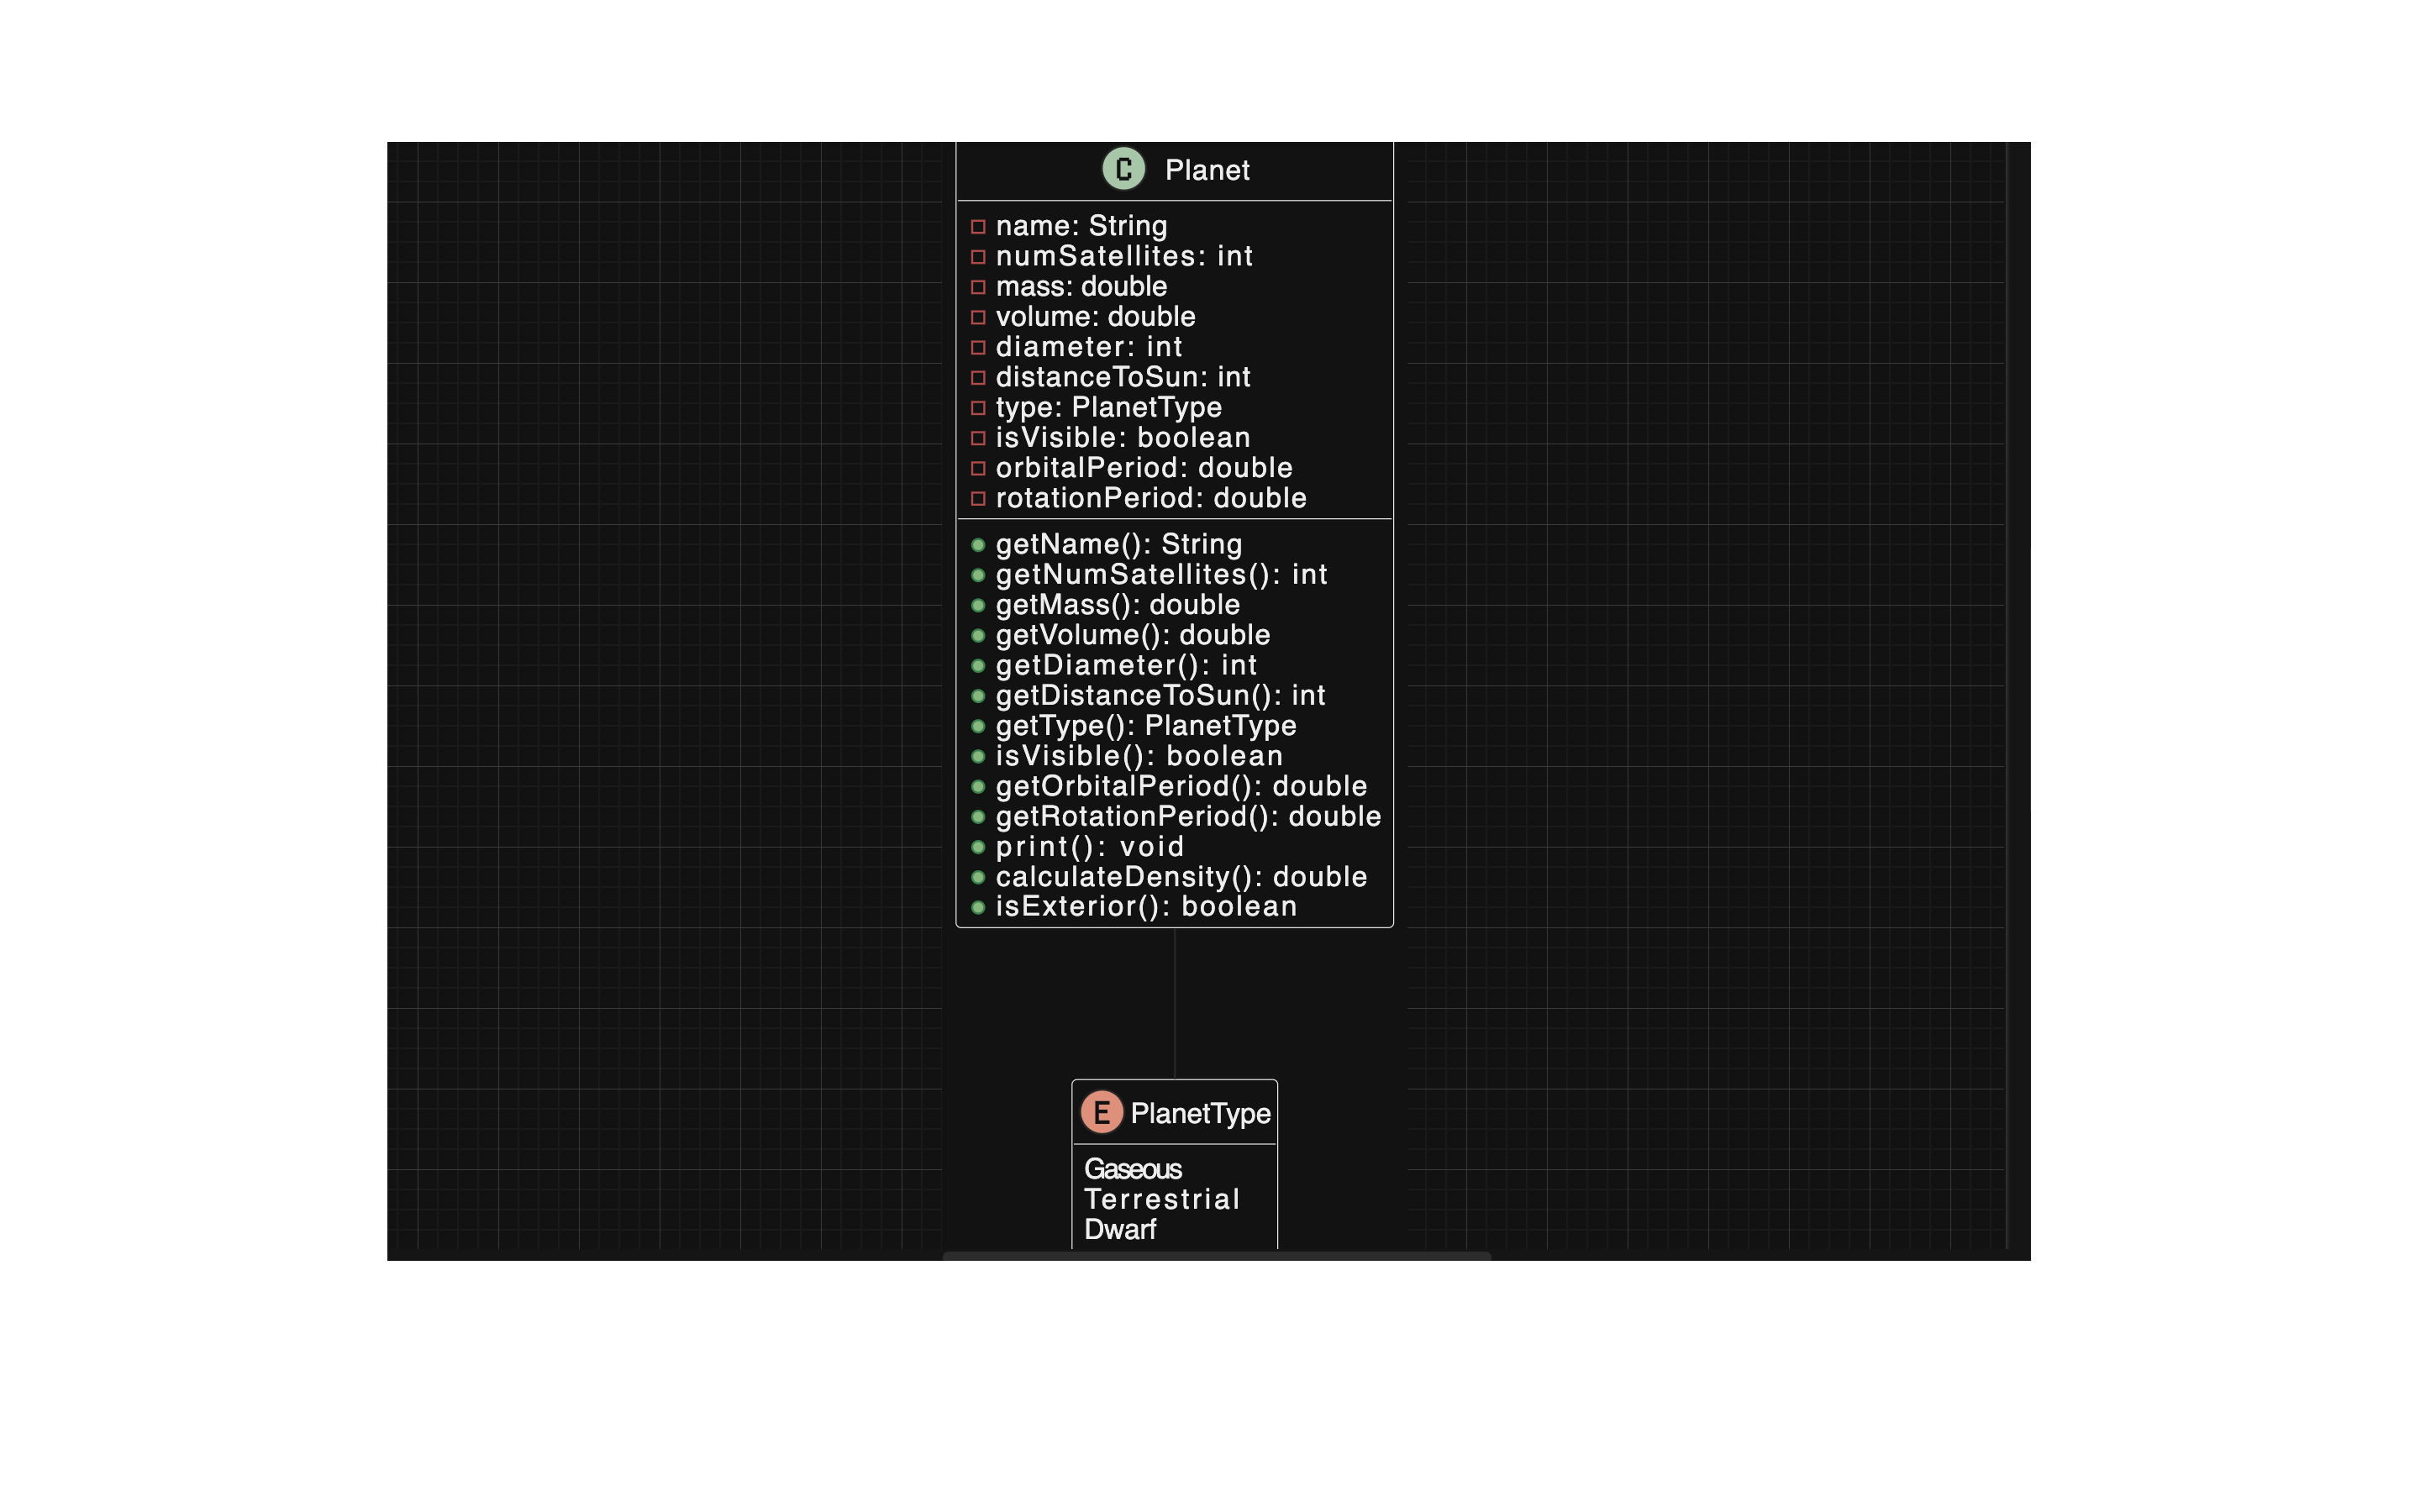 C Planet
name: String
numSatellites: int
mass: double
volume: double
diameter: int
distanceToSun: int
type: PlanetType
isVisible: boolean
orbitalPeriod: double
rotationPeriod: double
getName(): String
getNumSatellites(): int
getMass(): double
getVolume(): double
getDiameter(): int
getDistanceToSun(): int
getType(): PlanetType
isVisible(): boolean
getOrbitalPeriod(): double
getRotationPeriod(): double
print(): void
calculateDensity(): double
isExterior(): boolean
E PlanetType
Gaseous
Terrestrial
Dwarf